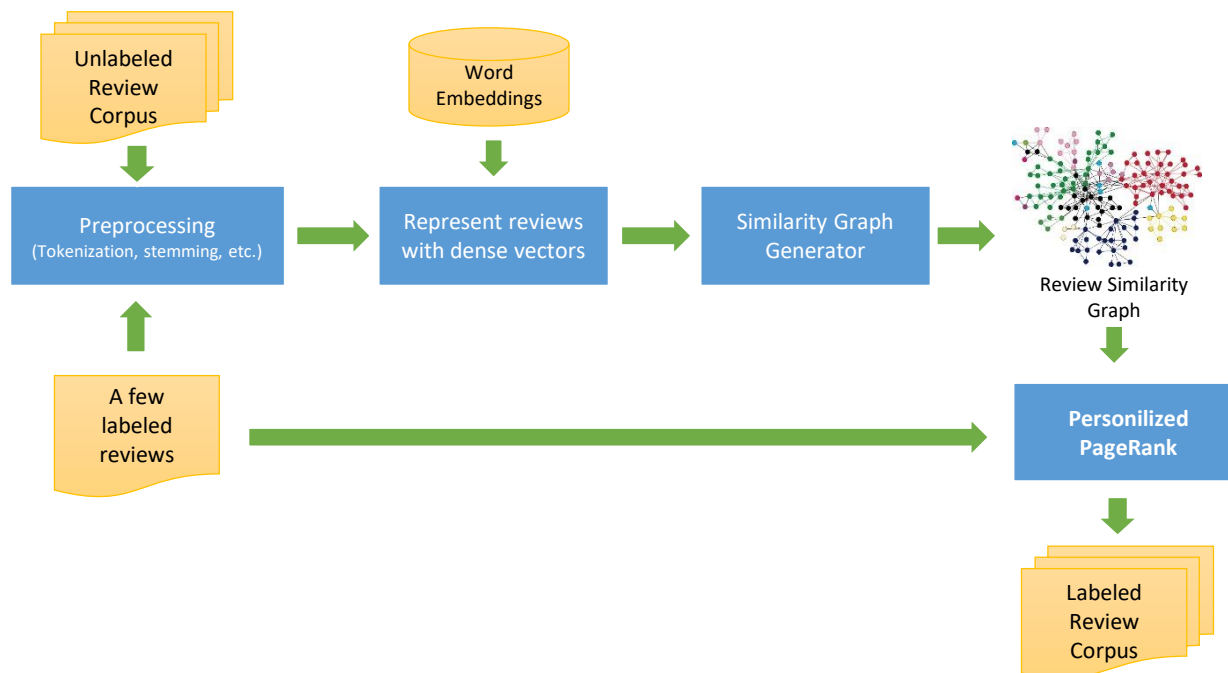 Unlabeled
Review
Corpus
Word
Embeddings
Preprocessing
(Tokenization, stemming, etc.)
Represent reviews
with dense vectors
Similarity Graph
Generator
Review Similarity
Graph
A few
labeled
reviews
Personilized
PageRank
Labeled
Review
Corpus